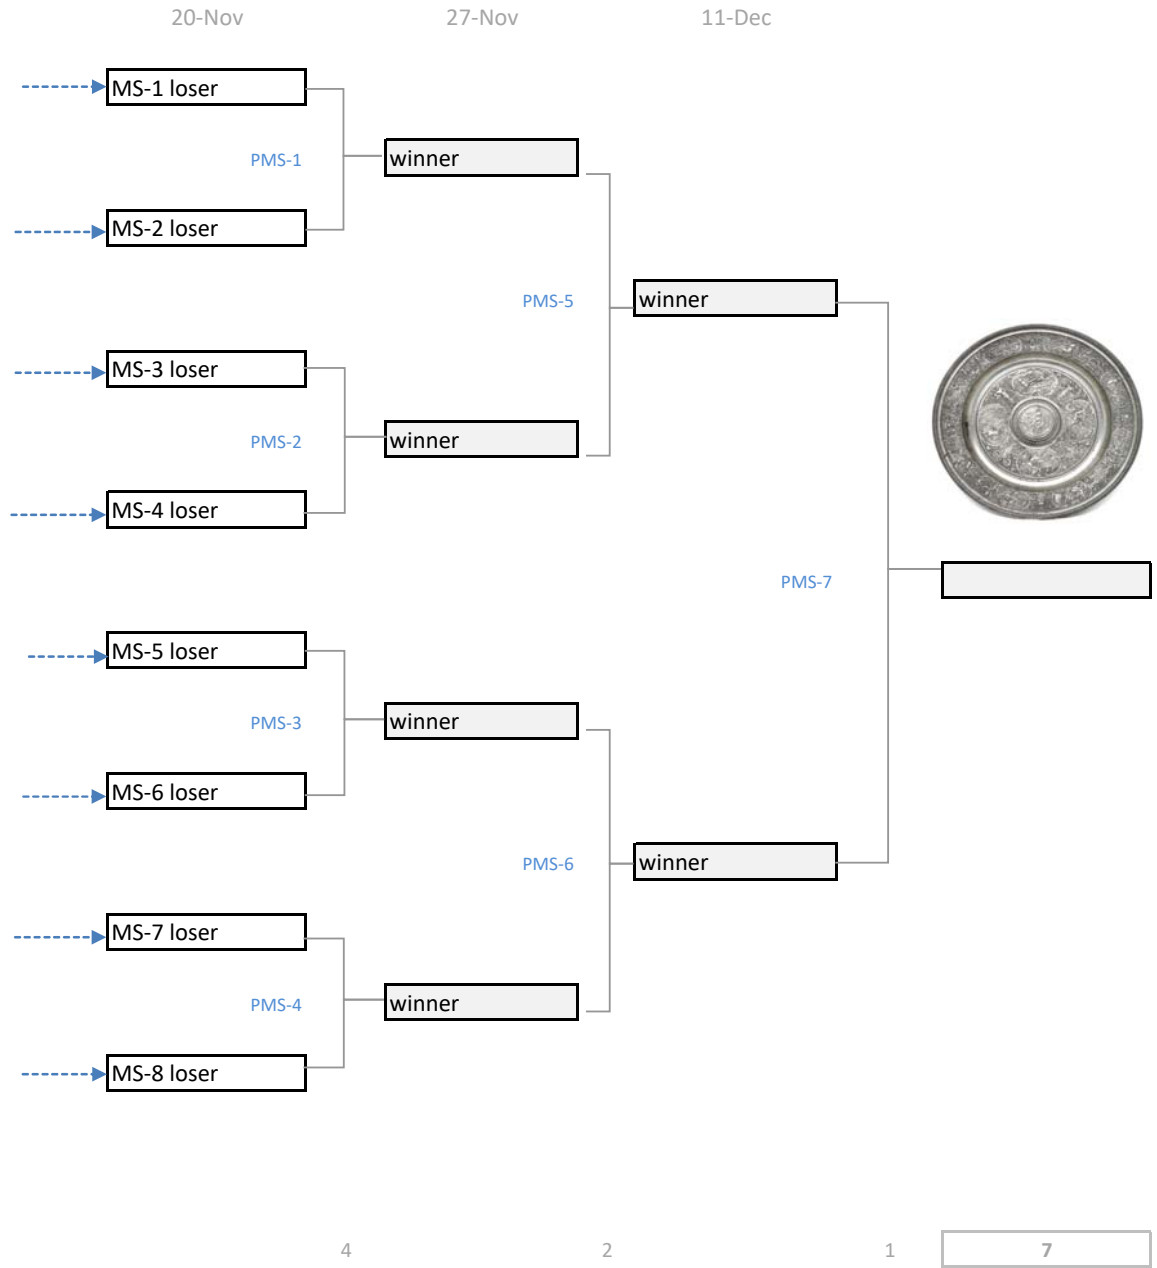 20-Nov 27-Nov 11-Dec
MS-1 loser
PMS-1 winner
MS-2 loser
PMS-5 winner
MS-3 loser
PMS-2 winner
MS-4 loser
PMS-7
MS-5 loser
PMS-3 winner
MS-6 loser
PMS-6 winner
MS-7 loser
PMS-4 winner
MS-8 loser
4 2 1 7